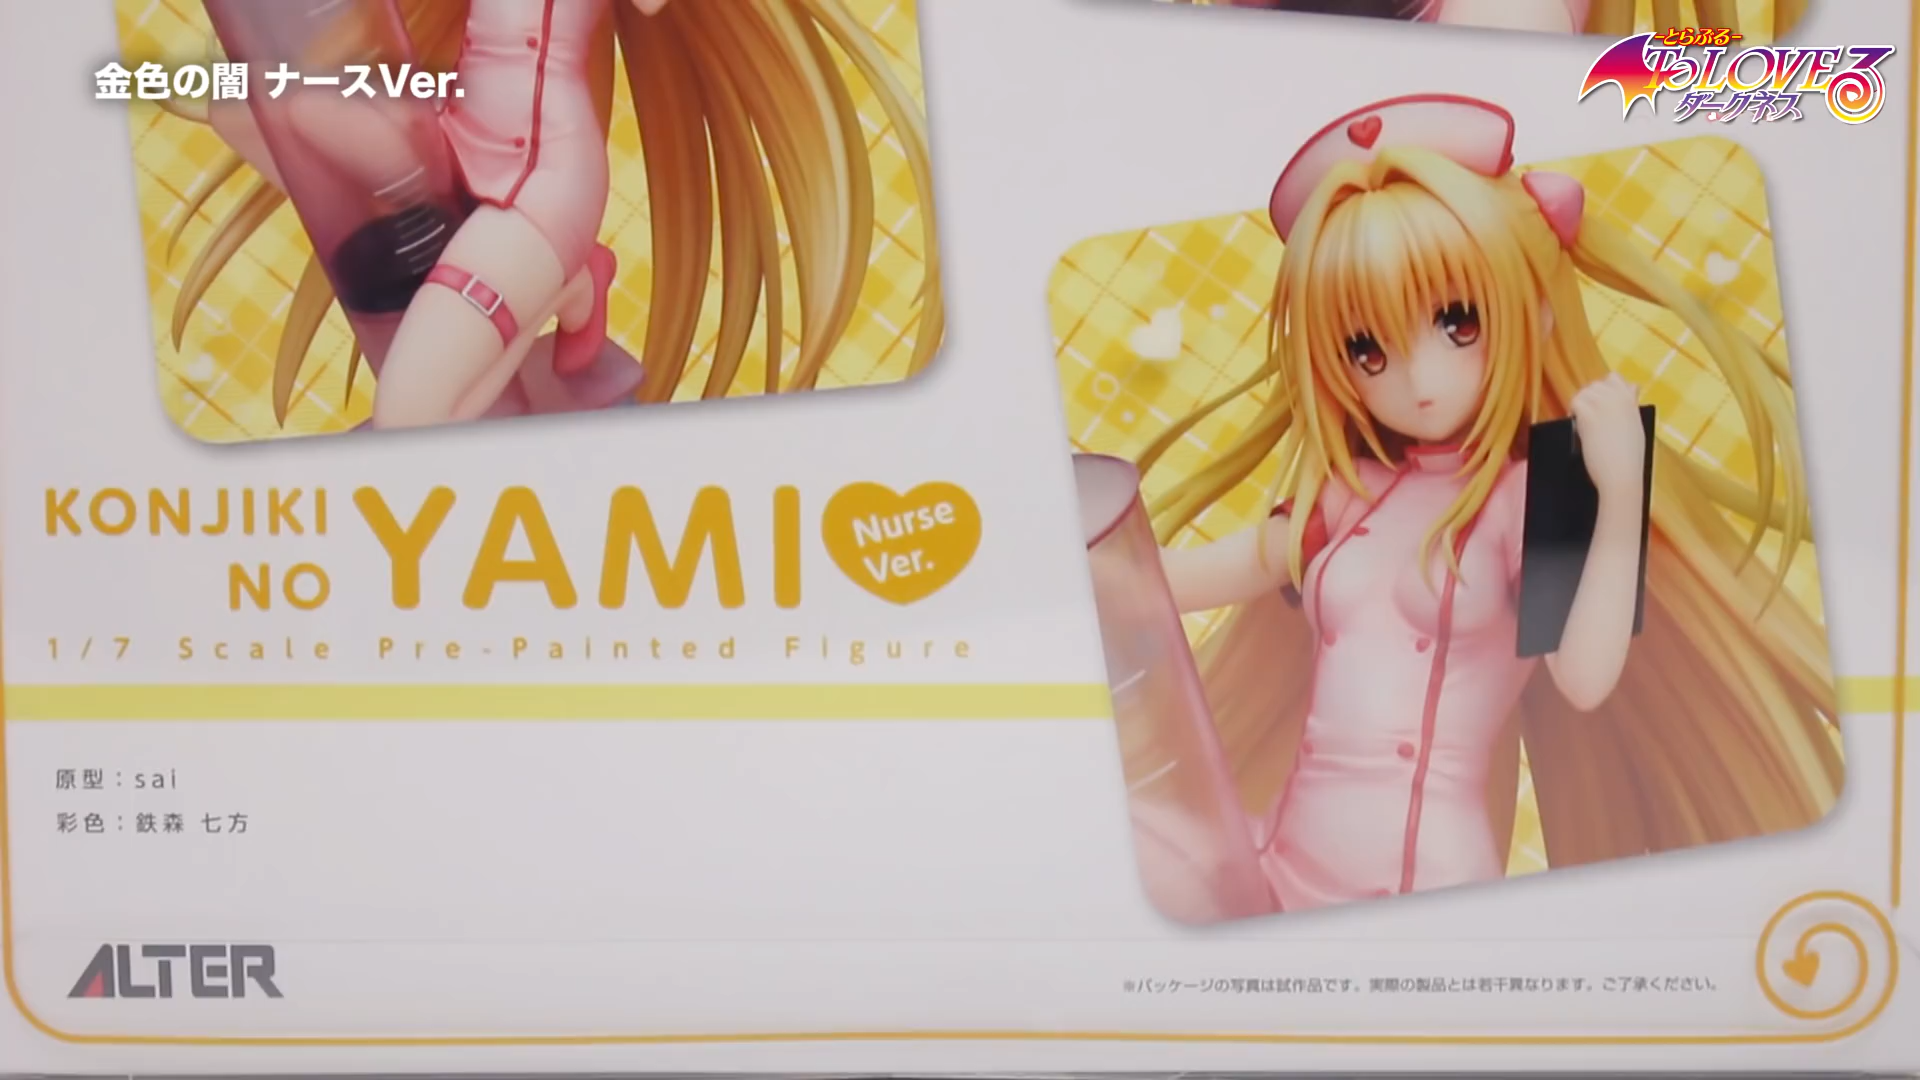 金色の闇 ナースVer.
-とらぶる-
To LOVEる
ダークネス
KONJIKI
NO YAMI
Nurse
Ver.
1/7 Scale Pre-Painted Figure
原型：sai
彩色：鉄森 七方
ALTER
※パッケージの写真は試作品です。実際の製品とは若干異なります。ご了承ください。